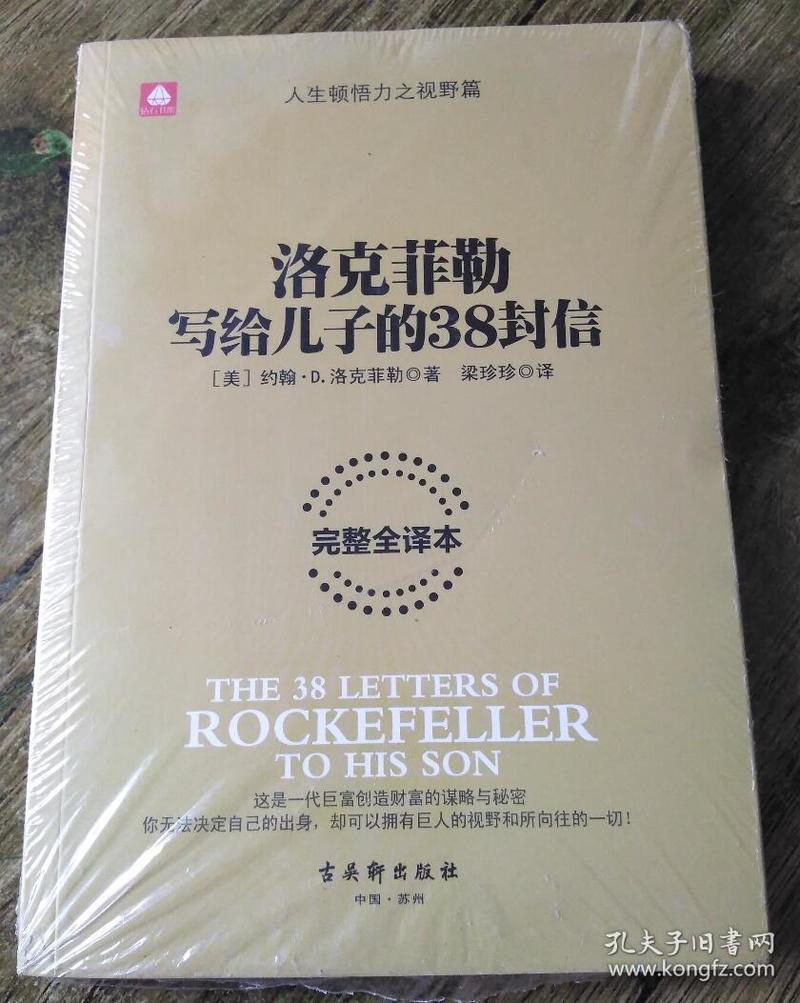 钻石书架
人生顿悟力之视野篇
洛克菲勒
写给儿子的38封信
［美］约翰·D.洛克菲勒◎著 梁珍珍◎译
完整全译本
THE 38 LETTERS OF
ROCKEFELLER
TO HIS SON
这是一代巨富创造财富的谋略与秘密
你无法决定自己的出身，却可以拥有巨人的视野和所向往的一切！
古吴轩出版社
中国·苏州
孔夫子旧书网
www.kongfz.com